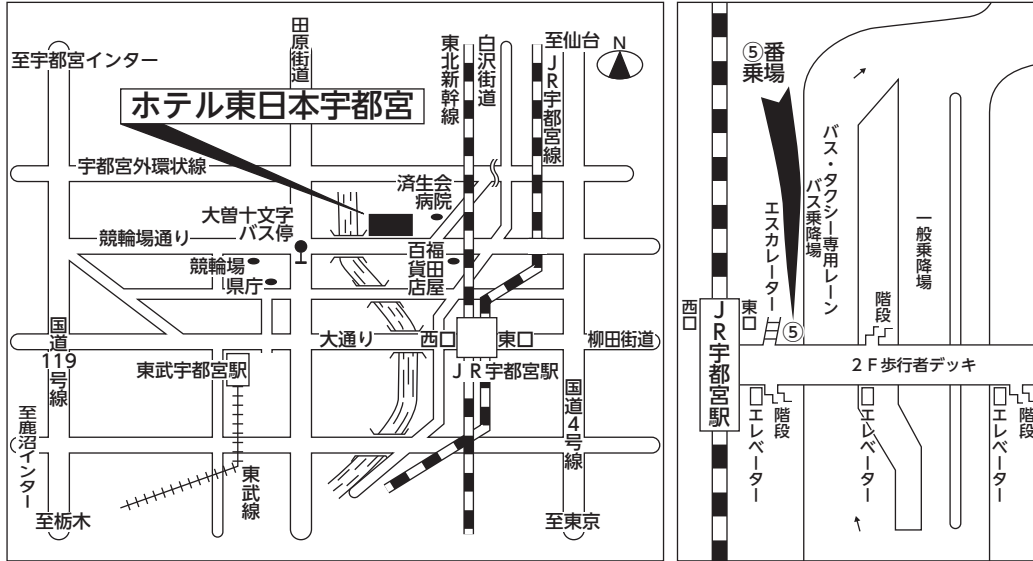 至宇都宮インター
田原街道
東北新幹線
白沢街道
至仙台
JR宇都宮線
N
ホテル東日本宇都宮
宇都宮外環状線
済生会
病院
大曽十文字
バス停
競輪場通り
競輪場
県庁
福田屋
百貨店
国道
119
号線
大通り
西口
東口
柳田街道
東武宇都宮駅
JR宇都宮駅
国道4号線
至鹿沼インター
東武線
至栃木
至東京
⑤番
乗場
バス・タクシー専用レーン
バス乗降場
エスカレーター
一般乗降場
階段
西口
JR宇都宮駅
東口
⑤
2F歩行者デッキ
エレベーター
階段
エレベーター
エレベーター
階段